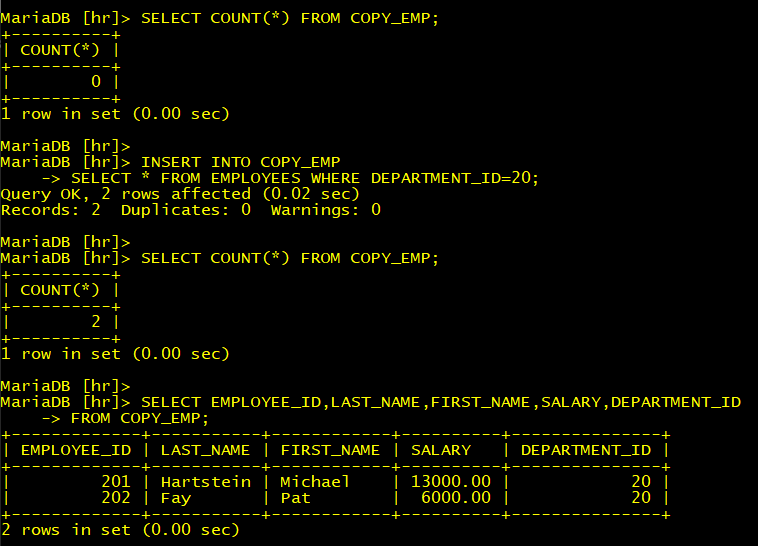 MariaDB [hr]> SELECT COUNT(*) FROM COPY_EMP;
+----------+
| COUNT(*) |
+----------+
|        0 |
+----------+
1 row in set (0.00 sec)
MariaDB [hr]>
MariaDB [hr]> INSERT INTO COPY_EMP
    -> SELECT * FROM EMPLOYEES WHERE DEPARTMENT_ID=20;
Query OK, 2 rows affected (0.02 sec)
Records: 2  Duplicates: 0  Warnings: 0
MariaDB [hr]>
MariaDB [hr]> SELECT COUNT(*) FROM COPY_EMP;
+----------+
| COUNT(*) |
+----------+
|        2 |
+----------+
1 row in set (0.00 sec)
MariaDB [hr]>
MariaDB [hr]> SELECT EMPLOYEE_ID,LAST_NAME,FIRST_NAME,SALARY,DEPARTMENT_ID
    -> FROM COPY_EMP;
+-------------+-----------+------------+----------+---------------+
| EMPLOYEE_ID | LAST_NAME | FIRST_NAME | SALARY   | DEPARTMENT_ID |
+-------------+-----------+------------+----------+---------------+
|         201 | Hartstein | Michael    | 13000.00 |            20 |
|         202 | Fay       | Pat        |  6000.00 |            20 |
+-------------+-----------+------------+----------+---------------+
2 rows in set (0.00 sec)